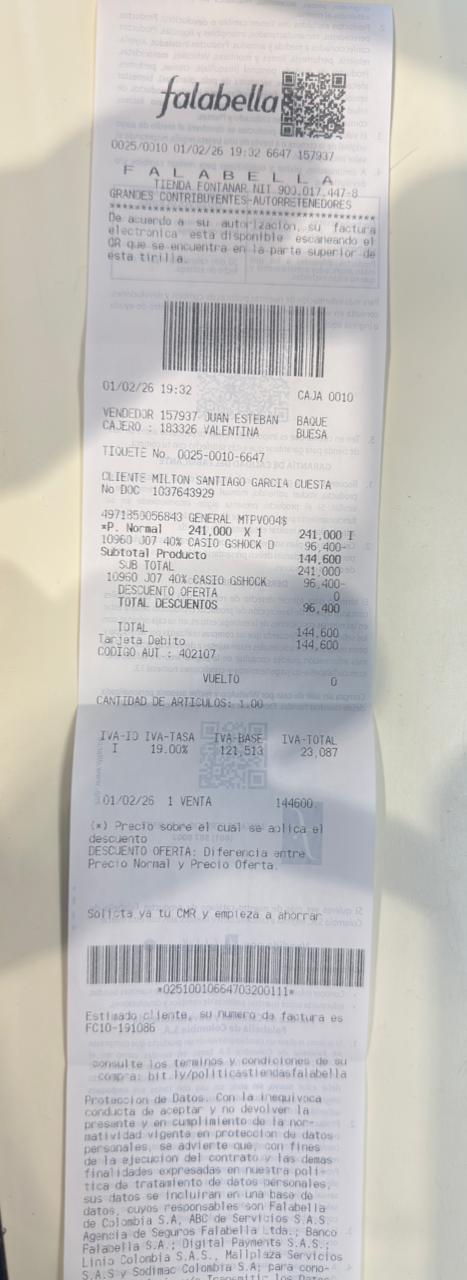 falabella
0025/0010 01/02/26 19:32 6647 157937
F A L A B E L L A
TIENDA FONTANAR NIT 900.017.447-8
GRANDES CONTRIBUYENTES-AUTORRETENEDORES
De acuerdo a su autorizacion, su factura
electronica esta disponible escaneando el
QR que se encuentra en la parte superior de
esta tirilla.
01/02/26 19:32 CAJA 0010
VENDEDOR 157937 JUAN ESTEBAN BAQUE
CAJERO : 183326 VALENTINA BUESA
TIQUETE No. 0025-0010-6647
CLIENTE MILTON SANTIAGO GARCIA CUESTA
No DOC 1037643929
4971850056843 GENERAL MTPV004$
*P. Normal 241,000 X 1 241,000 I
10960 J07 40% CASIO GSHOCK D 96,400-
Subtotal Producto 144,600
SUB TOTAL 241,000
10960 J07 40% CASIO GSHOCK 96,400-
DESCUENTO OFERTA 0
TOTAL DESCUENTOS 96,400
TOTAL 144,600
Tarjeta Debito 144,600
CODIGO AUT.: 402107
VUELTO 0
CANTIDAD DE ARTICULOS: 1.00
IVA-ID IVA-TASA IVA-BASE IVA-TOTAL
I 19.00% 121,513 23,087
01/02/26 1 VENTA 144600.
(*) Precio sobre el cual se aplica el
descuento
DESCUENTO OFERTA: Diferencia entre
Precio Normal y Precio Oferta.
Solicita ya tu CMR y empieza a ahorrar
*02510010664703200111*
Estimado cliente, su numero de factura es
FC10-191086
consulte los terminos y condiciones de su
compra: bit.ly/politicastiendasfalabella
Proteccion de Datos. Con la inequivoca
conducta de aceptar y no devolver la
presente y en cumplimiento de la nor-
matividad vigente en proteccion de datos
personales, se advierte que, con fines
de la ejecucion del contrato y las demas
finalidades expresadas en nuestra poli-
tica de tratamiento de datos personales,
sus datos se incluiran en una base de
datos, cuyos responsables son Falabella
de Colombia S.A, ABC de Servicios S.A.S
Agencia de Seguros Falabella Ltda.; Banco
Falabella S.A.; Digital Payments S.A.S.;
Linio Colombia S.A.S., Mallplaza Servicios
S.A.S y Sodimac Colombia S.A; para cono-